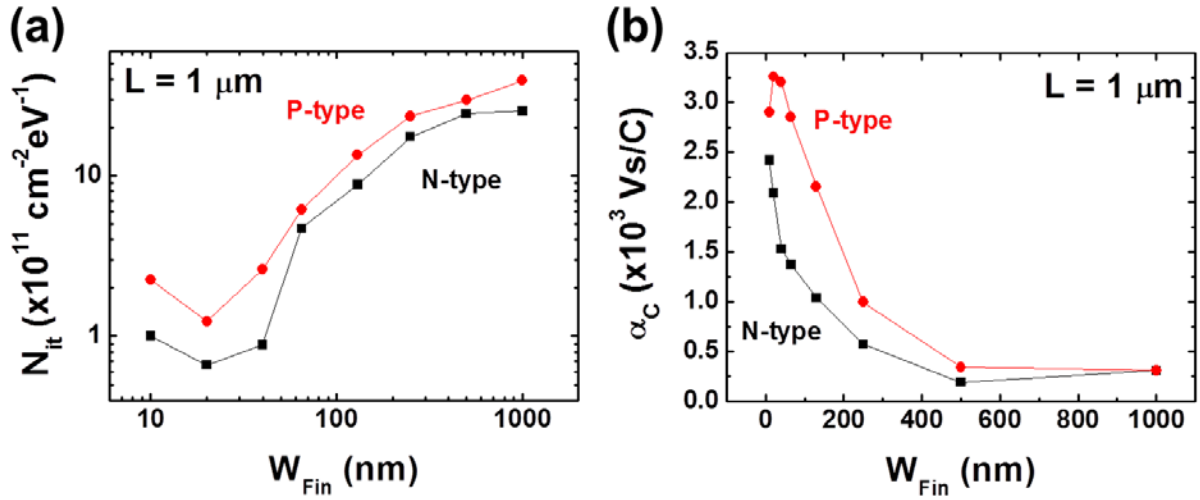 (a)
L = 1 μm
P-type
N-type
10
1
N_it (x10^11 cm^-2 eV^-1)
10 100 1000
W_Fin (nm)
(b)
3.5
3.0
2.5
2.0
1.5
1.0
0.5
0.0
L = 1 μm
P-type
N-type
α_C (x10^3 Vs/C)
0 200 400 600 800 1000
W_Fin (nm)